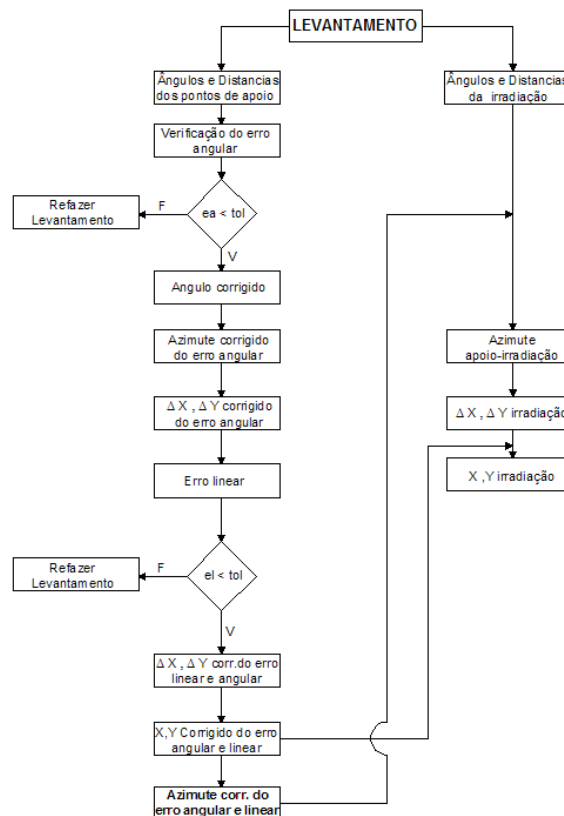 LEVANTAMENTO
Ângulos e Distancias
dos pontos de apoio
Ângulos e Distancias
da irradiação
Verificação do erro
angular
ea < tol
F
Refazer
Levantamento
V
Angulo corrigido
Azimute corrigido
do erro angular
Δ X , Δ Y corrigido
do erro angular
Erro linear
el < tol
F
Refazer
Levantamento
V
Δ X , Δ Y corr.do erro
linear e angular
X,Y Corrigido do erro
angular e linear
Azimute corr. do
erro angular e linear
Azimute
apoio-irradiação
Δ X , Δ Y irradiação
X ,Y irradiação